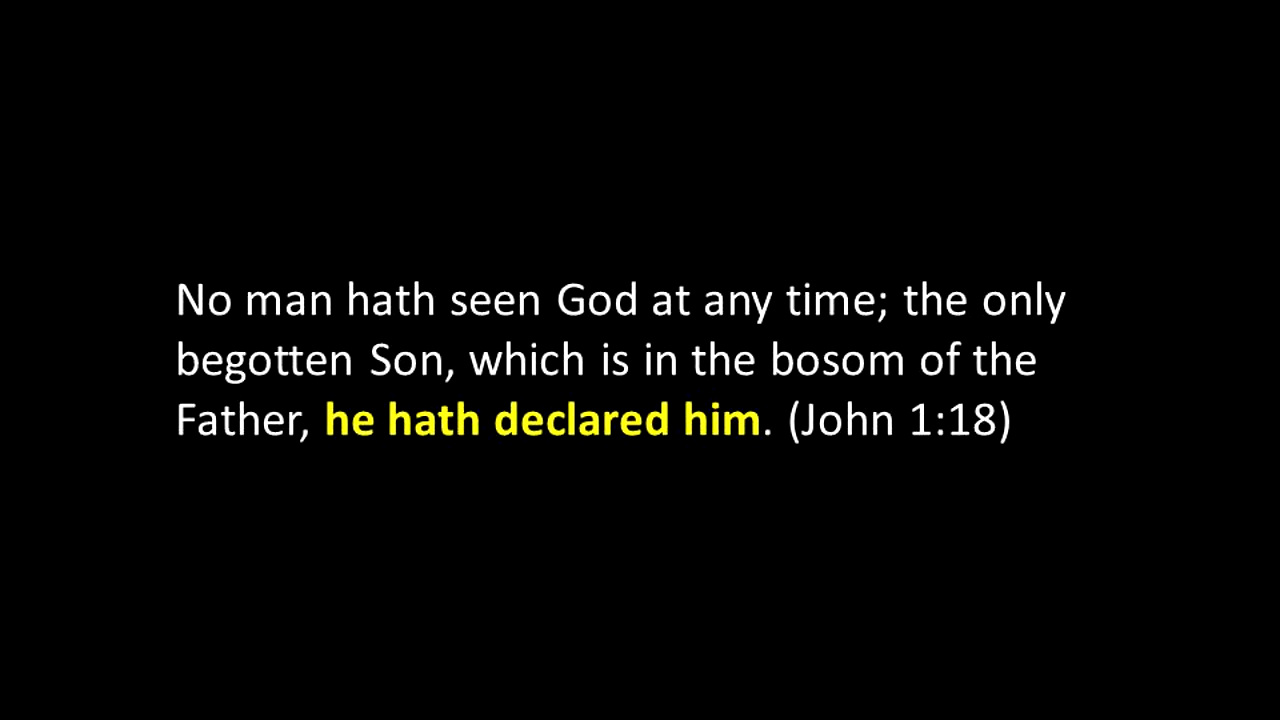 No man hath seen God at any time; the only
begotten Son, which is in the bosom of the
Father, he hath declared him. (John 1:18)